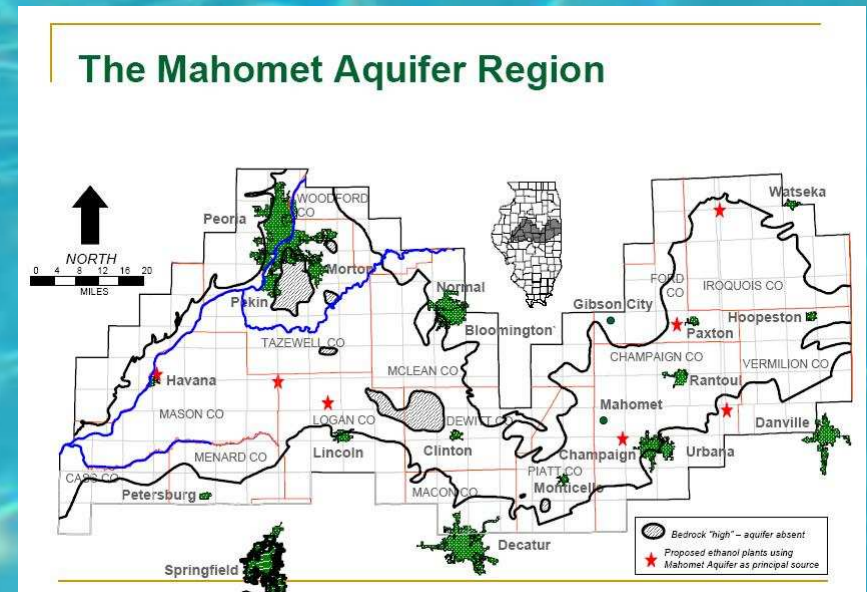 The Mahomet Aquifer Region
NORTH
0 4 8 12 16 20
MILES
Peoria
WOODFORD
CO
Morton
Pekin
TAZEWELL CO
Normal
Bloomington
MCLEAN CO
Havana
MASON CO
LOGAN CO
Lincoln
DEWITT CO
Clinton
MENARD CO
CASS CO
Petersburg
MACON CO
Springfield
Decatur
Watseka
FORD
CO
IROQUOIS CO
Gibson City
Hoopeston
Paxton
CHAMPAIGN CO
VERMILION CO
Rantoul
Mahomet
Danville
Champaign
Urbana
PIATT CO
Monticello
Bedrock "high" – aquifer absent
Proposed ethanol plants using
Mahomet Aquifer as principal source